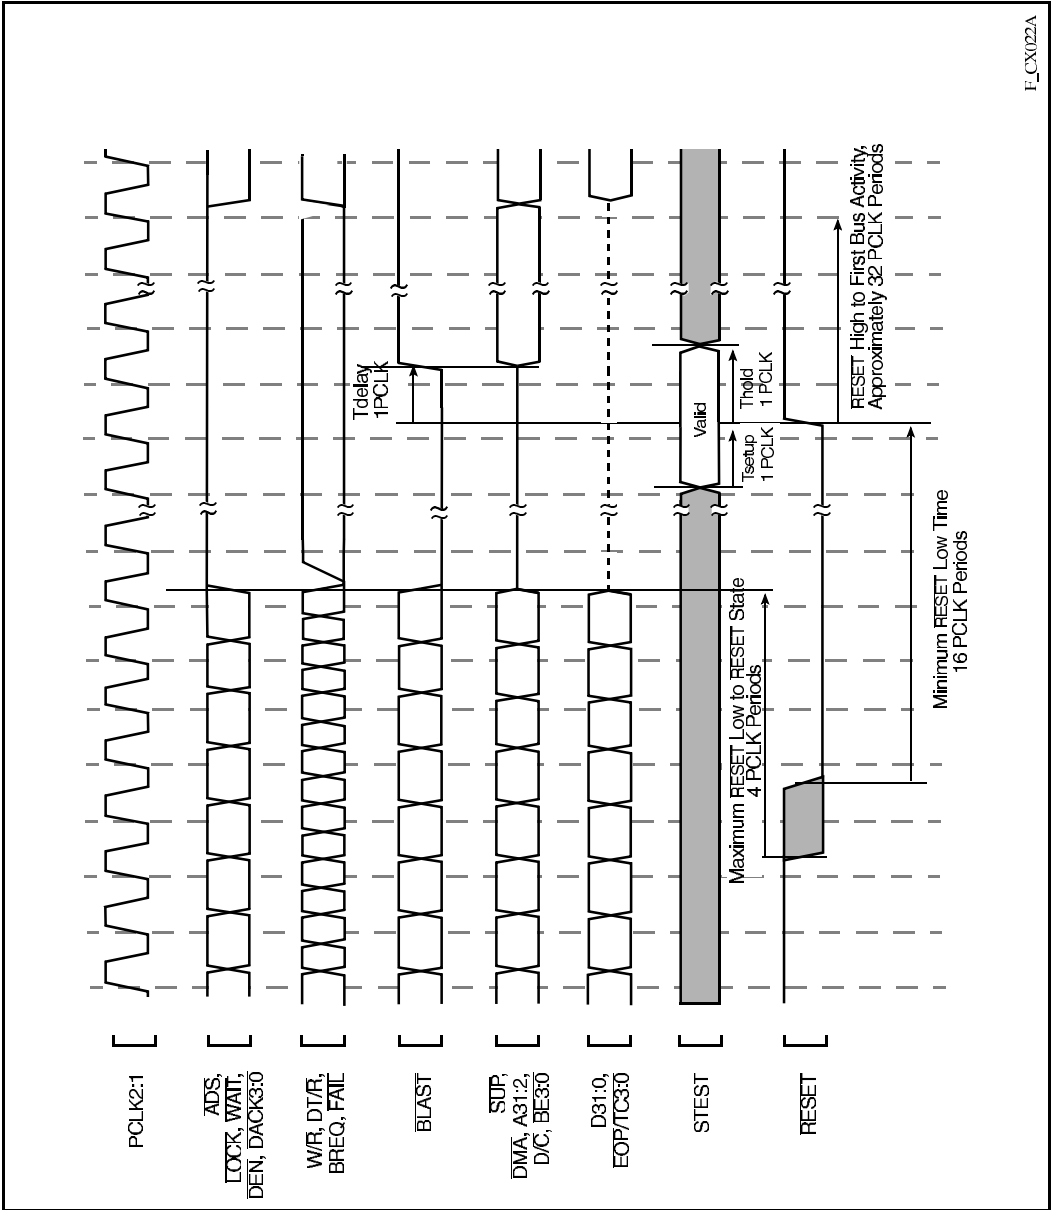 PCLK2:1
ADS,
LOCK, WAIT,
DEN, DACK3:0
W/R, DT/R,
BREQ, FAIL
BLAST
SUP,
DMA, A31:2,
D/C, BE3:0
D31:0,
EOP/TC3:0
STEST
RESET
Tdelay
1PCLK
Valid
Tsetup
1 PCLK
Thold
1 PCLK
Maximum RESET Low to RESET State
4 PCLK Periods
RESET High to First Bus Activity,
Approximately 32 PCLK Periods
Minimum RESET Low Time
16 PCLK Periods
F_CX022A